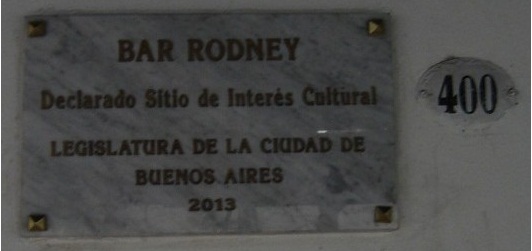 BAR RODNEY
Declarado Sitio de Interés Cultural
LEGISLATURA DE LA CIUDAD DE
BUENOS AIRES
2013
400